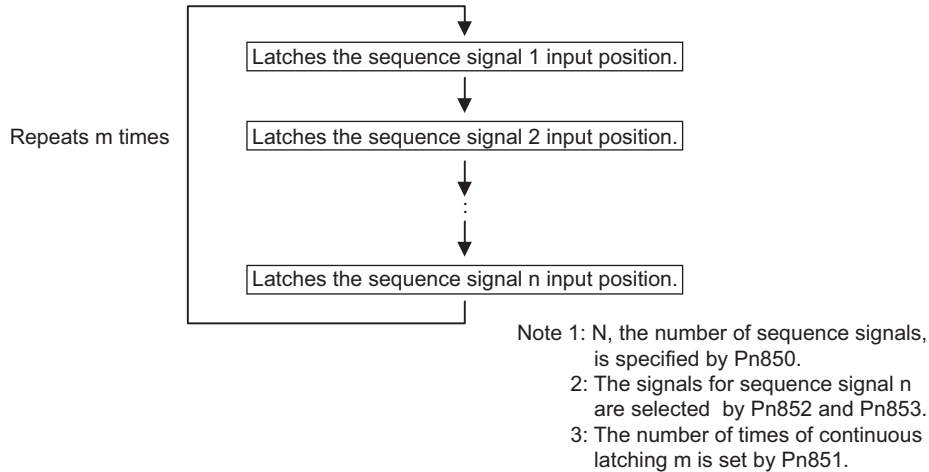 Latches the sequence signal 1 input position.
Repeats m times
Latches the sequence signal 2 input position.
:
Latches the sequence signal n input position.
Note 1: N, the number of sequence signals,
is specified by Pn850.
2: The signals for sequence signal n
are selected by Pn852 and Pn853.
3: The number of times of continuous
latching m is set by Pn851.